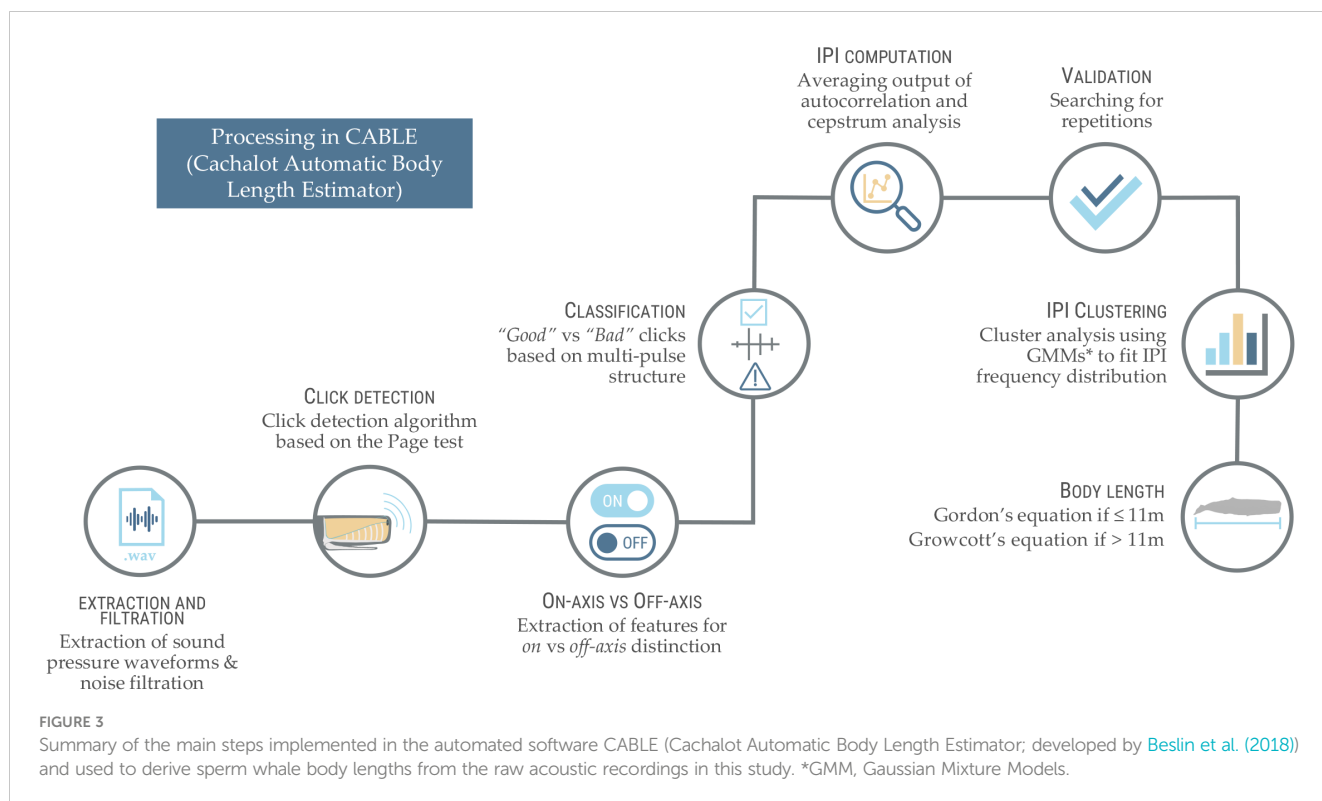 Processing in CABLE
(Cachalot Automatic Body
Length Estimator)
EXTRACTION AND
FILTRATION
Extraction of sound
pressure waveforms &
noise filtration
.wav
CLICK DETECTION
Click detection algorithm
based on the Page test
ON
OFF
ON-AXIS VS OFF-AXIS
Extraction of features for
on vs off-axis distinction
CLASSIFICATION
“Good” vs “Bad” clicks
based on multi-pulse
structure
IPI COMPUTATION
Averaging output of
autocorrelation and
cepstrum analysis
VALIDATION
Searching for
repetitions
IPI CLUSTERING
Cluster analysis using
GMMs* to fit IPI
frequency distribution
BODY LENGTH
Gordon's equation if ≤ 11m
Growcott's equation if > 11m
FIGURE 3
Summary of the main steps implemented in the automated software CABLE (Cachalot Automatic Body Length Estimator; developed by Beslin et al. (2018))
and used to derive sperm whale body lengths from the raw acoustic recordings in this study. *GMM, Gaussian Mixture Models.